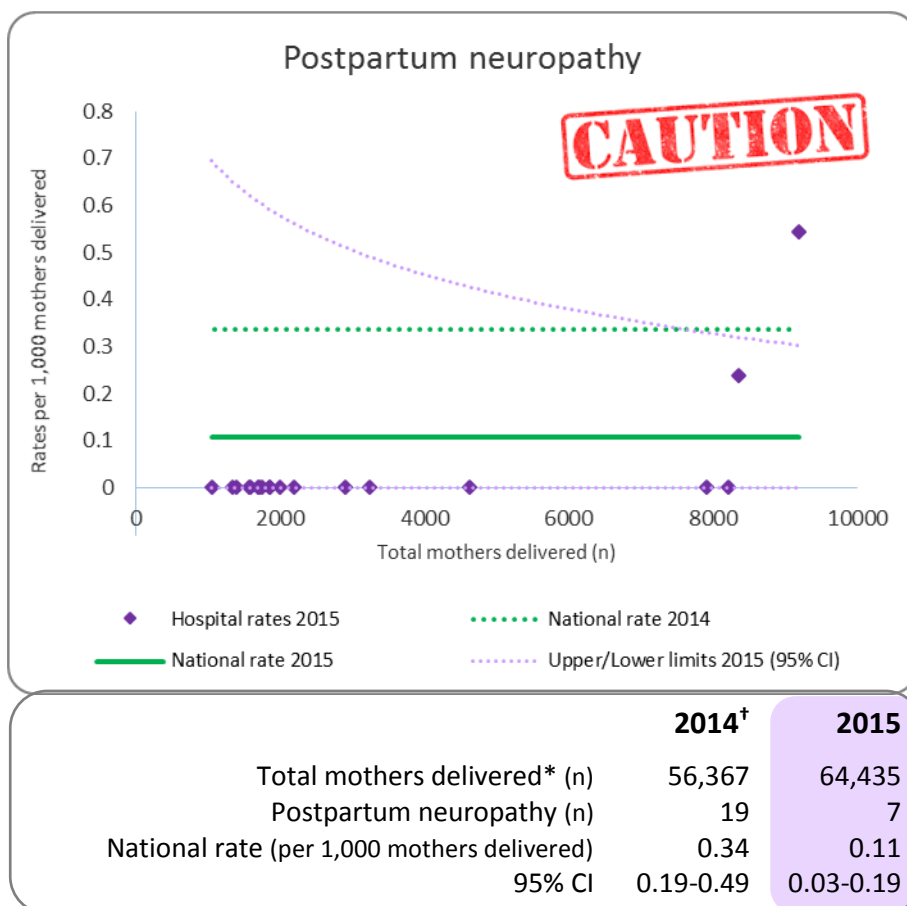 Postpartum neuropathy
CAUTION
0.8
0.7
0.6
0.5
0.4
0.3
0.2
0.1
0
Rates per 1,000 mothers delivered
0 2000 4000 6000 8000 10000
Total mothers delivered (n)
Hospital rates 2015 National rate 2014
National rate 2015 Upper/Lower limits 2015 (95% CI)
2014† 2015
Total mothers delivered* (n) 56,367 64,435
Postpartum neuropathy (n) 19 7
National rate (per 1,000 mothers delivered) 0.34 0.11
95% CI 0.19-0.49 0.03-0.19